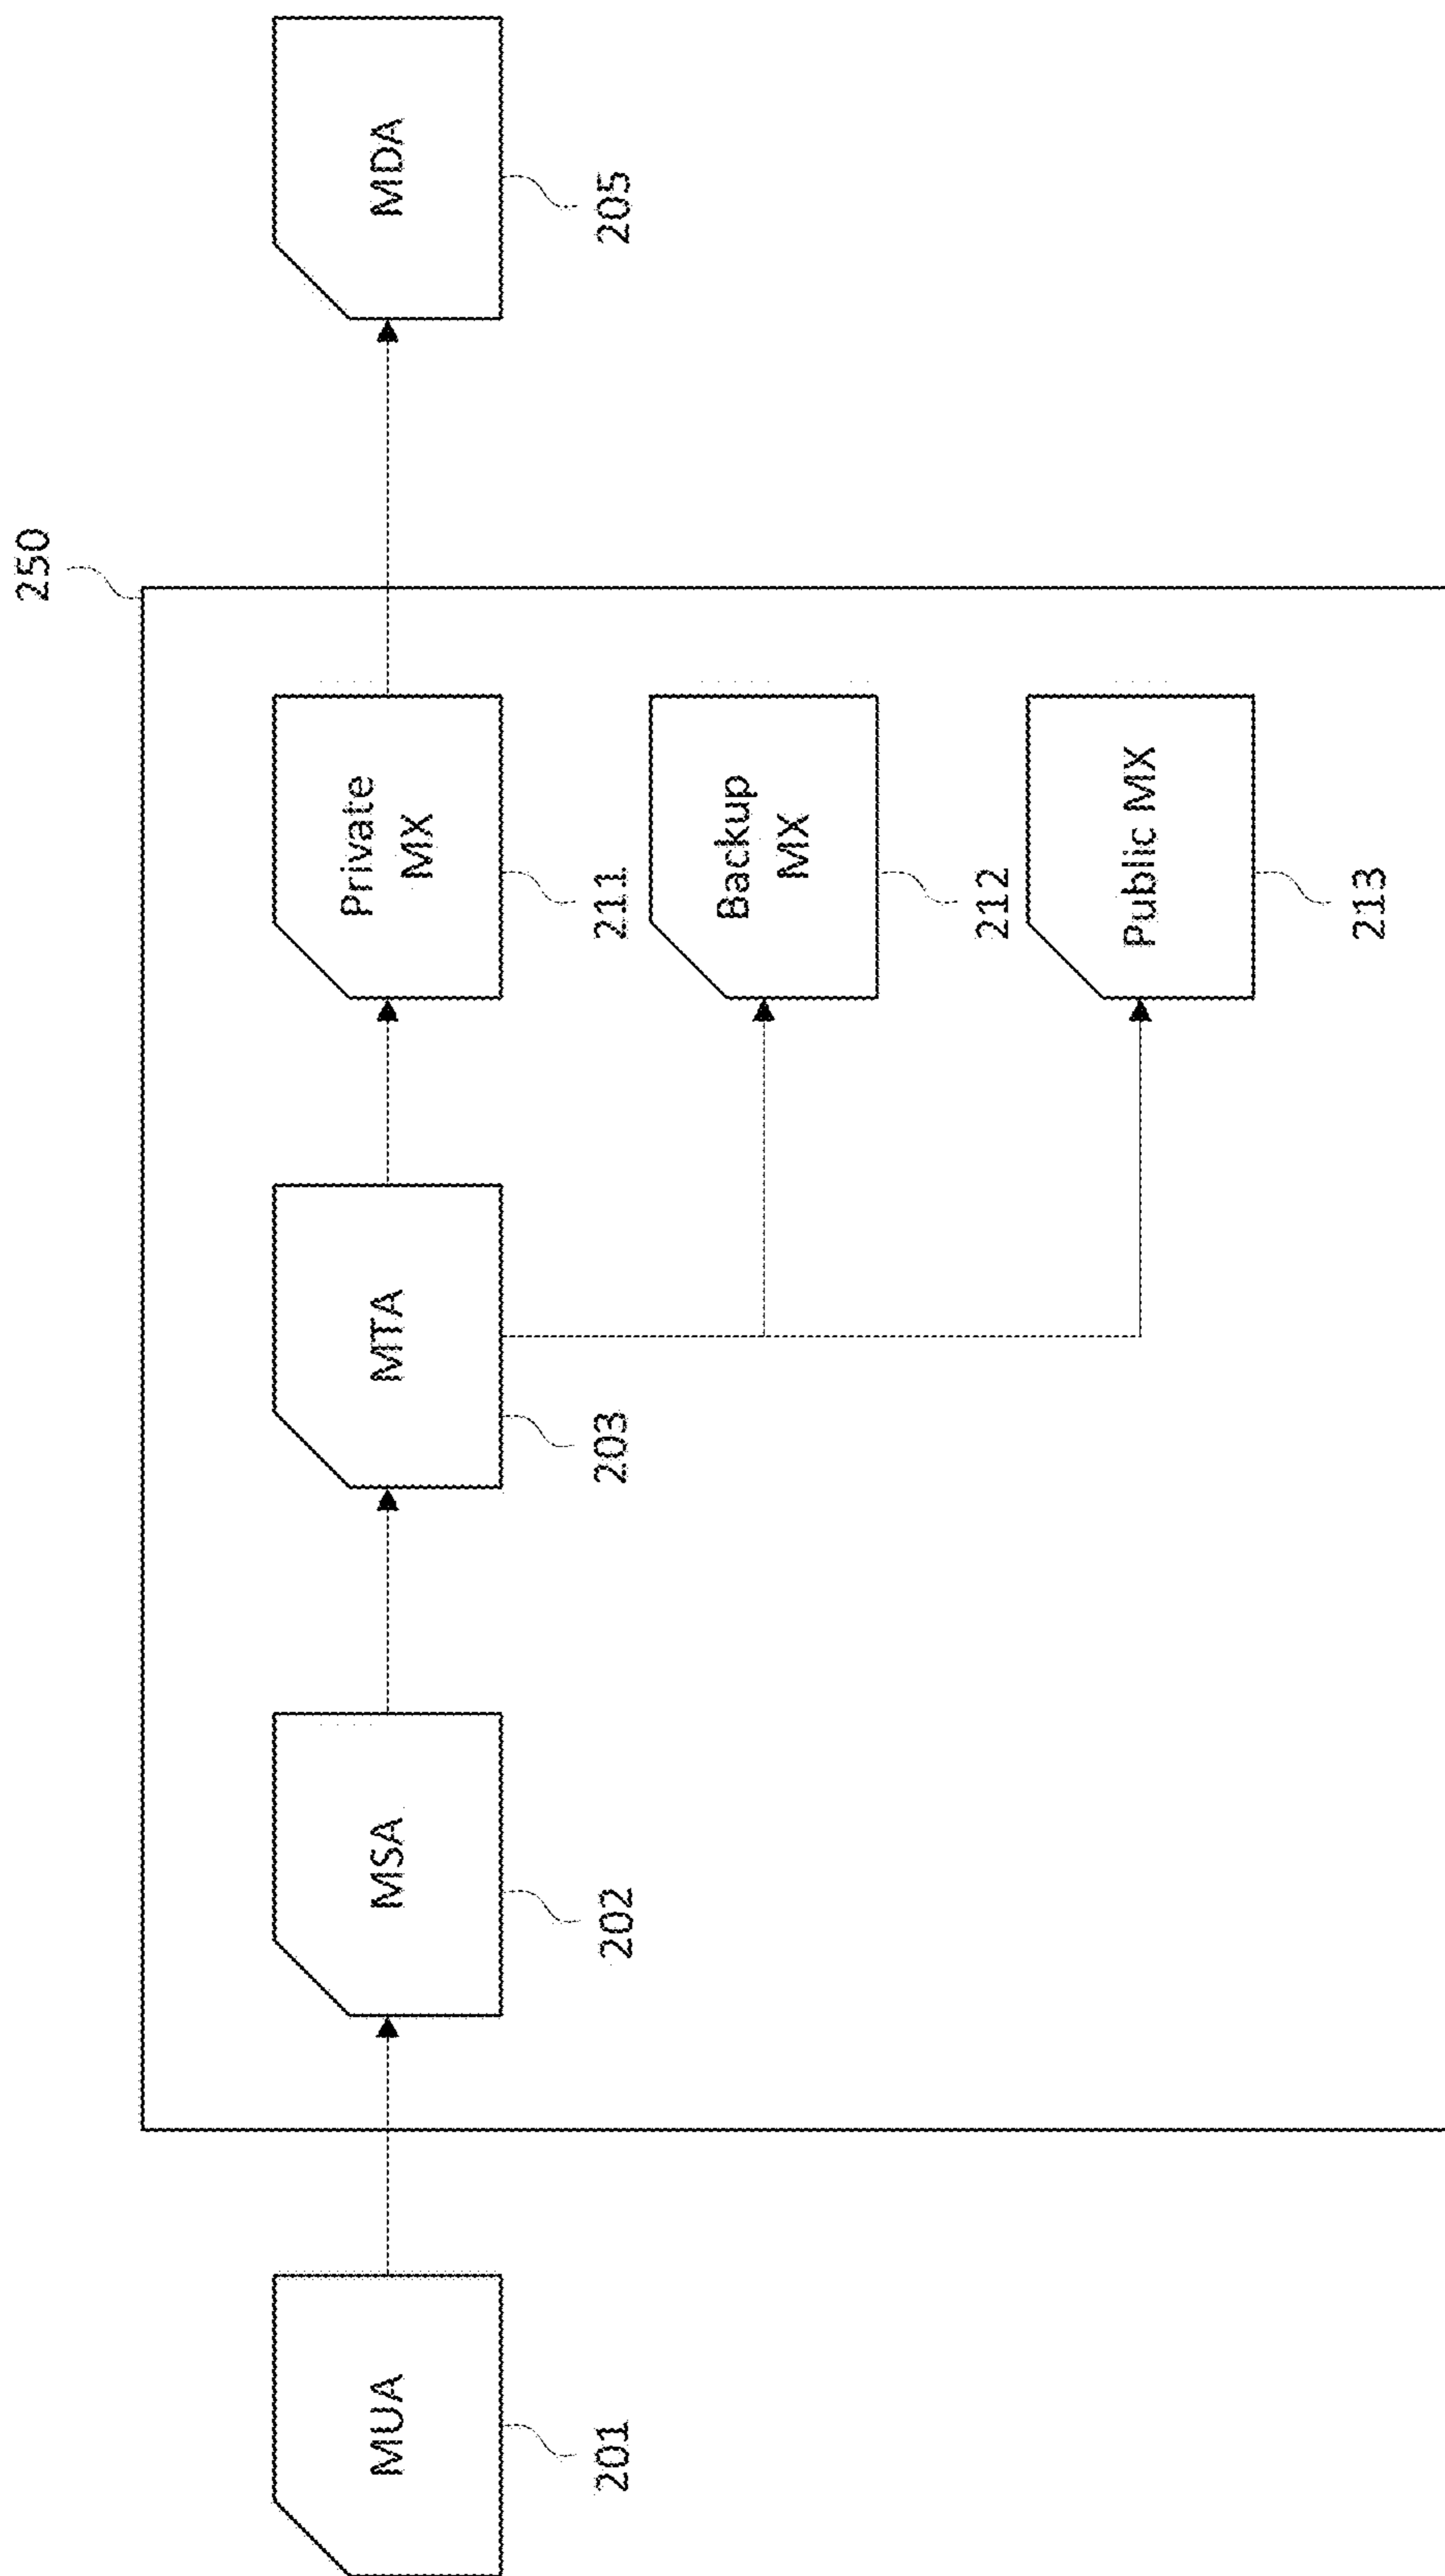 250
MUA
201
MSA
202
MTA
203
Private
MX
211
MDA
205
Backup
MX
212
Public MX
213